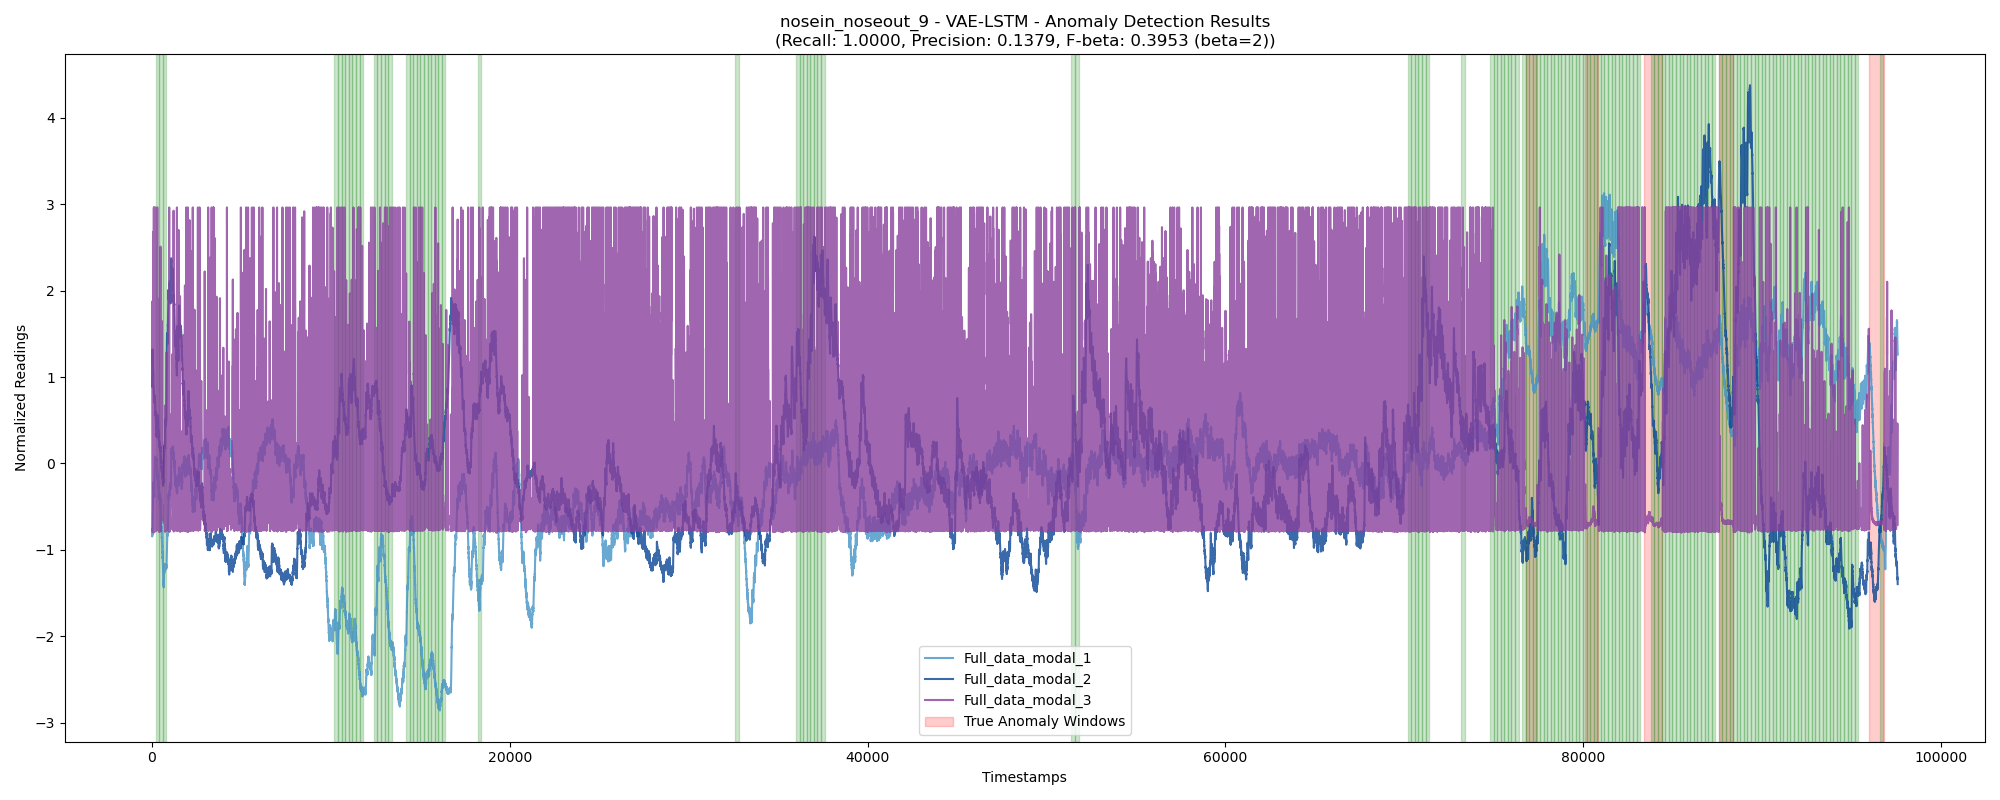 nosein_noseout_9 - VAE-LSTM - Anomaly Detection Results
(Recall: 1.0000, Precision: 0.1379, F-beta: 0.3953 (beta=2))
Normalized Readings
4
3
2
1
0
−1
−2
−3
Full_data_modal_1
Full_data_modal_2
Full_data_modal_3
True Anomaly Windows
0
20000
40000
60000
80000
100000
Timestamps